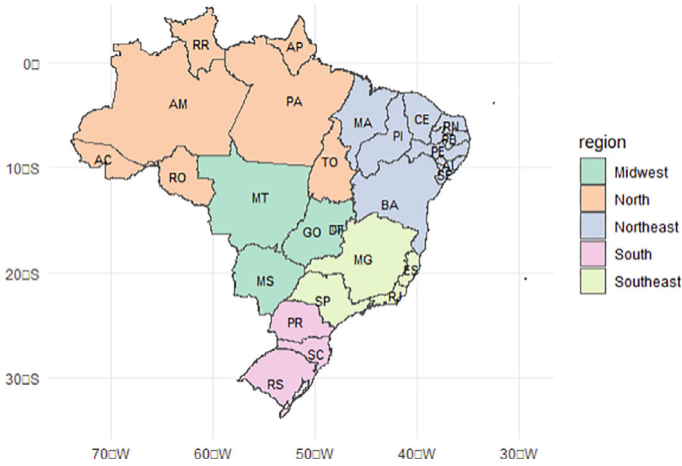 RR
AP
0□
AM
PA
MA
CE
RN
PI
PB
PE
AC
TO
AL
10□S
RO
SE
MT
BA
GO
DF
MG
ES
20□S
MS
SP
RJ
PR
SC
30□S
RS
70□W
60□W
50□W
40□W
30□W
region
Midwest
North
Northeast
South
Southeast